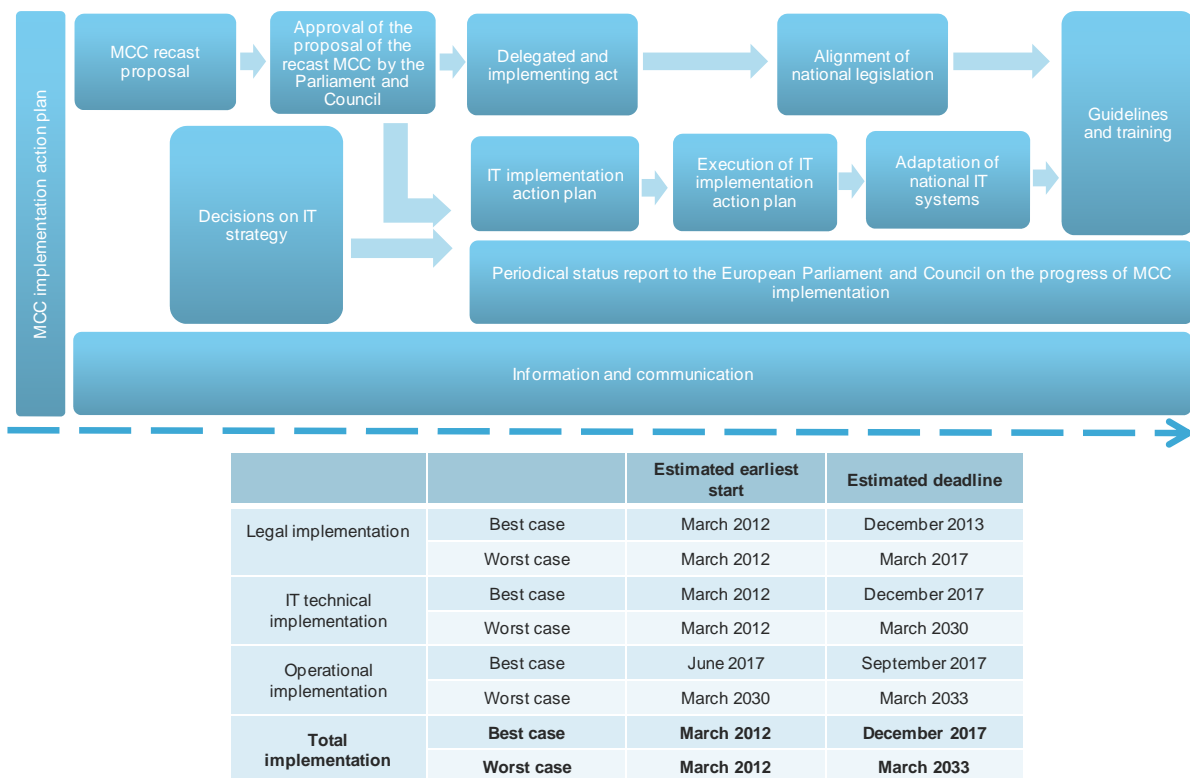 MCC implementation action plan
MCC recast
proposal
Approval of the
proposal of the
recast MCC by the
Parliament and
Council
Delegated and
implementing act
Alignment of
national legislation
Guidelines
and training
Decisions on IT
strategy
IT implementation
action plan
Execution of IT
implementation
action plan
Adaptation of
national IT
systems
Periodical status report to the European Parliament and Council on the progress of MCC
implementation
Information and communication
Estimated earliest
start
Estimated deadline
Legal implementation
Best case
March 2012
December 2013
Worst case
March 2012
March 2017
IT technical
implementation
Best case
March 2012
December 2017
Worst case
March 2012
March 2030
Operational
implementation
Best case
June 2017
September 2017
Worst case
March 2030
March 2033
Total
implementation
Best case
March 2012
December 2017
Worst case
March 2012
March 2033